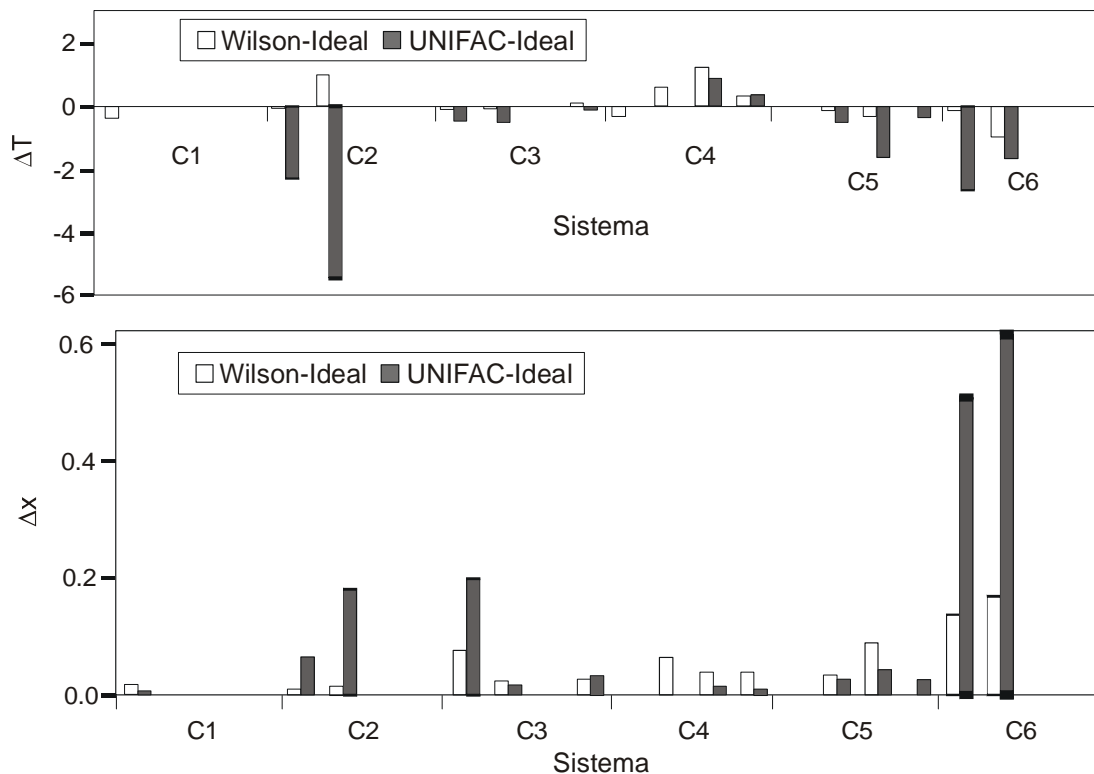 Wilson-Ideal UNIFAC-Ideal
2
0
-2
-4
-6
ΔT
C1 C2 C3 C4 C5 C6
Sistema
Wilson-Ideal UNIFAC-Ideal
0.6
0.4
0.2
0.0
Δx
C1 C2 C3 C4 C5 C6
Sistema